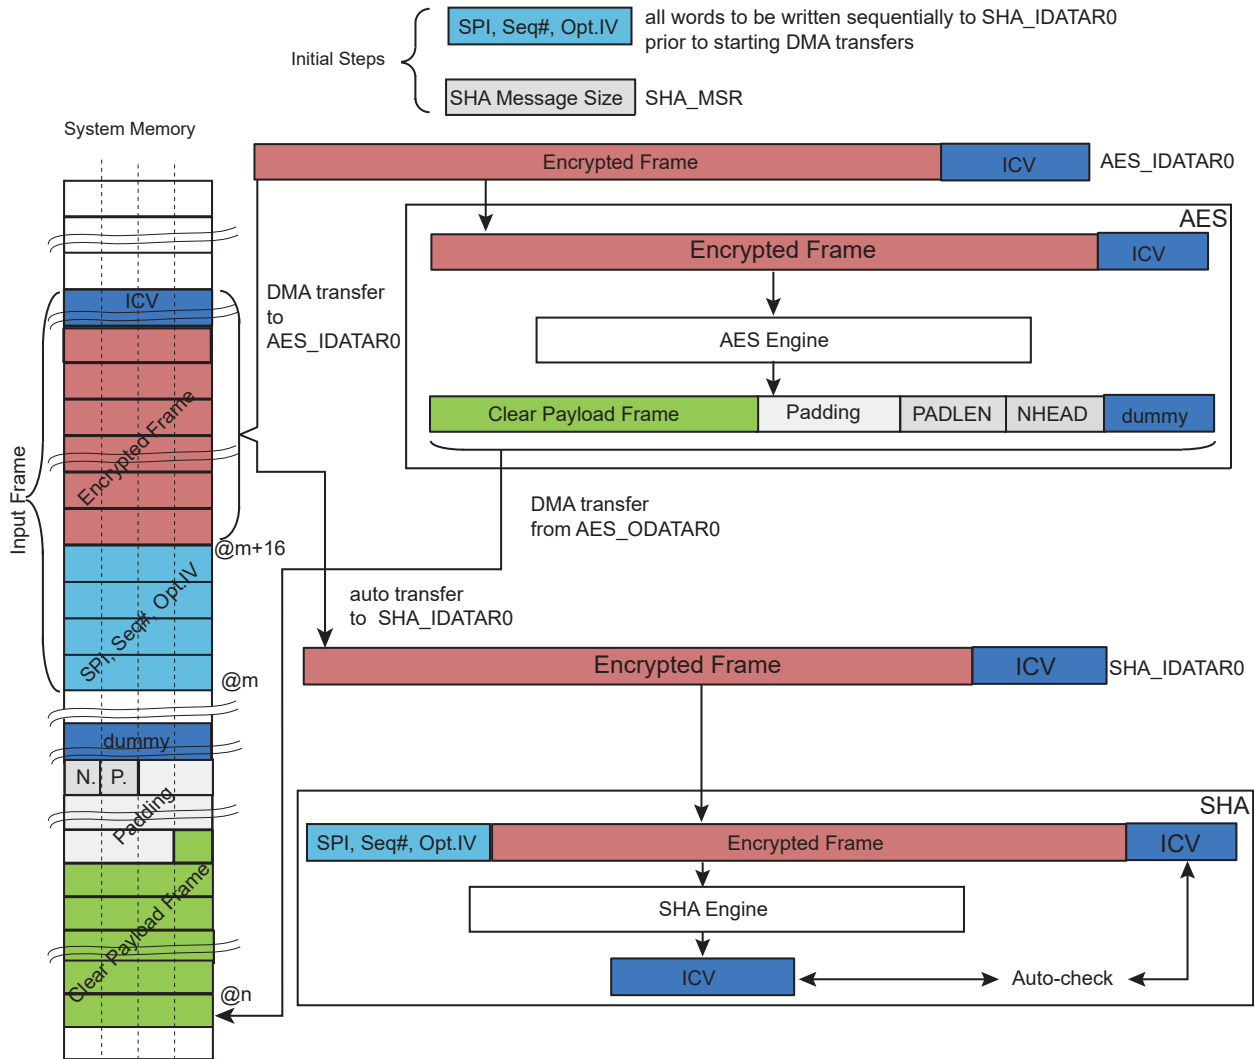 SPI, Seq#, Opt.IV
all words to be written sequentially to SHA_IDATAR0
prior to starting DMA transfers
Initial Steps
SHA Message Size
SHA_MSR
System Memory
Encrypted Frame
ICV
AES_IDATAR0
AES
Encrypted Frame
ICV
ICV
DMA transfer
to
AES_IDATAR0
AES Engine
Clear Payload Frame
Padding
PADLEN
NHEAD
dummy
Encrypted Frame
Input Frame
DMA transfer
from AES_ODATAR0
@m+16
SPI, Seq#, Opt.IV
auto transfer
to SHA_IDATAR0
Encrypted Frame
ICV
SHA_IDATAR0
@m
dummy
N.
P.
Padding
SHA
SPI, Seq#, Opt.IV
Encrypted Frame
ICV
Clear Payload Frame
SHA Engine
ICV
Auto-check
@n